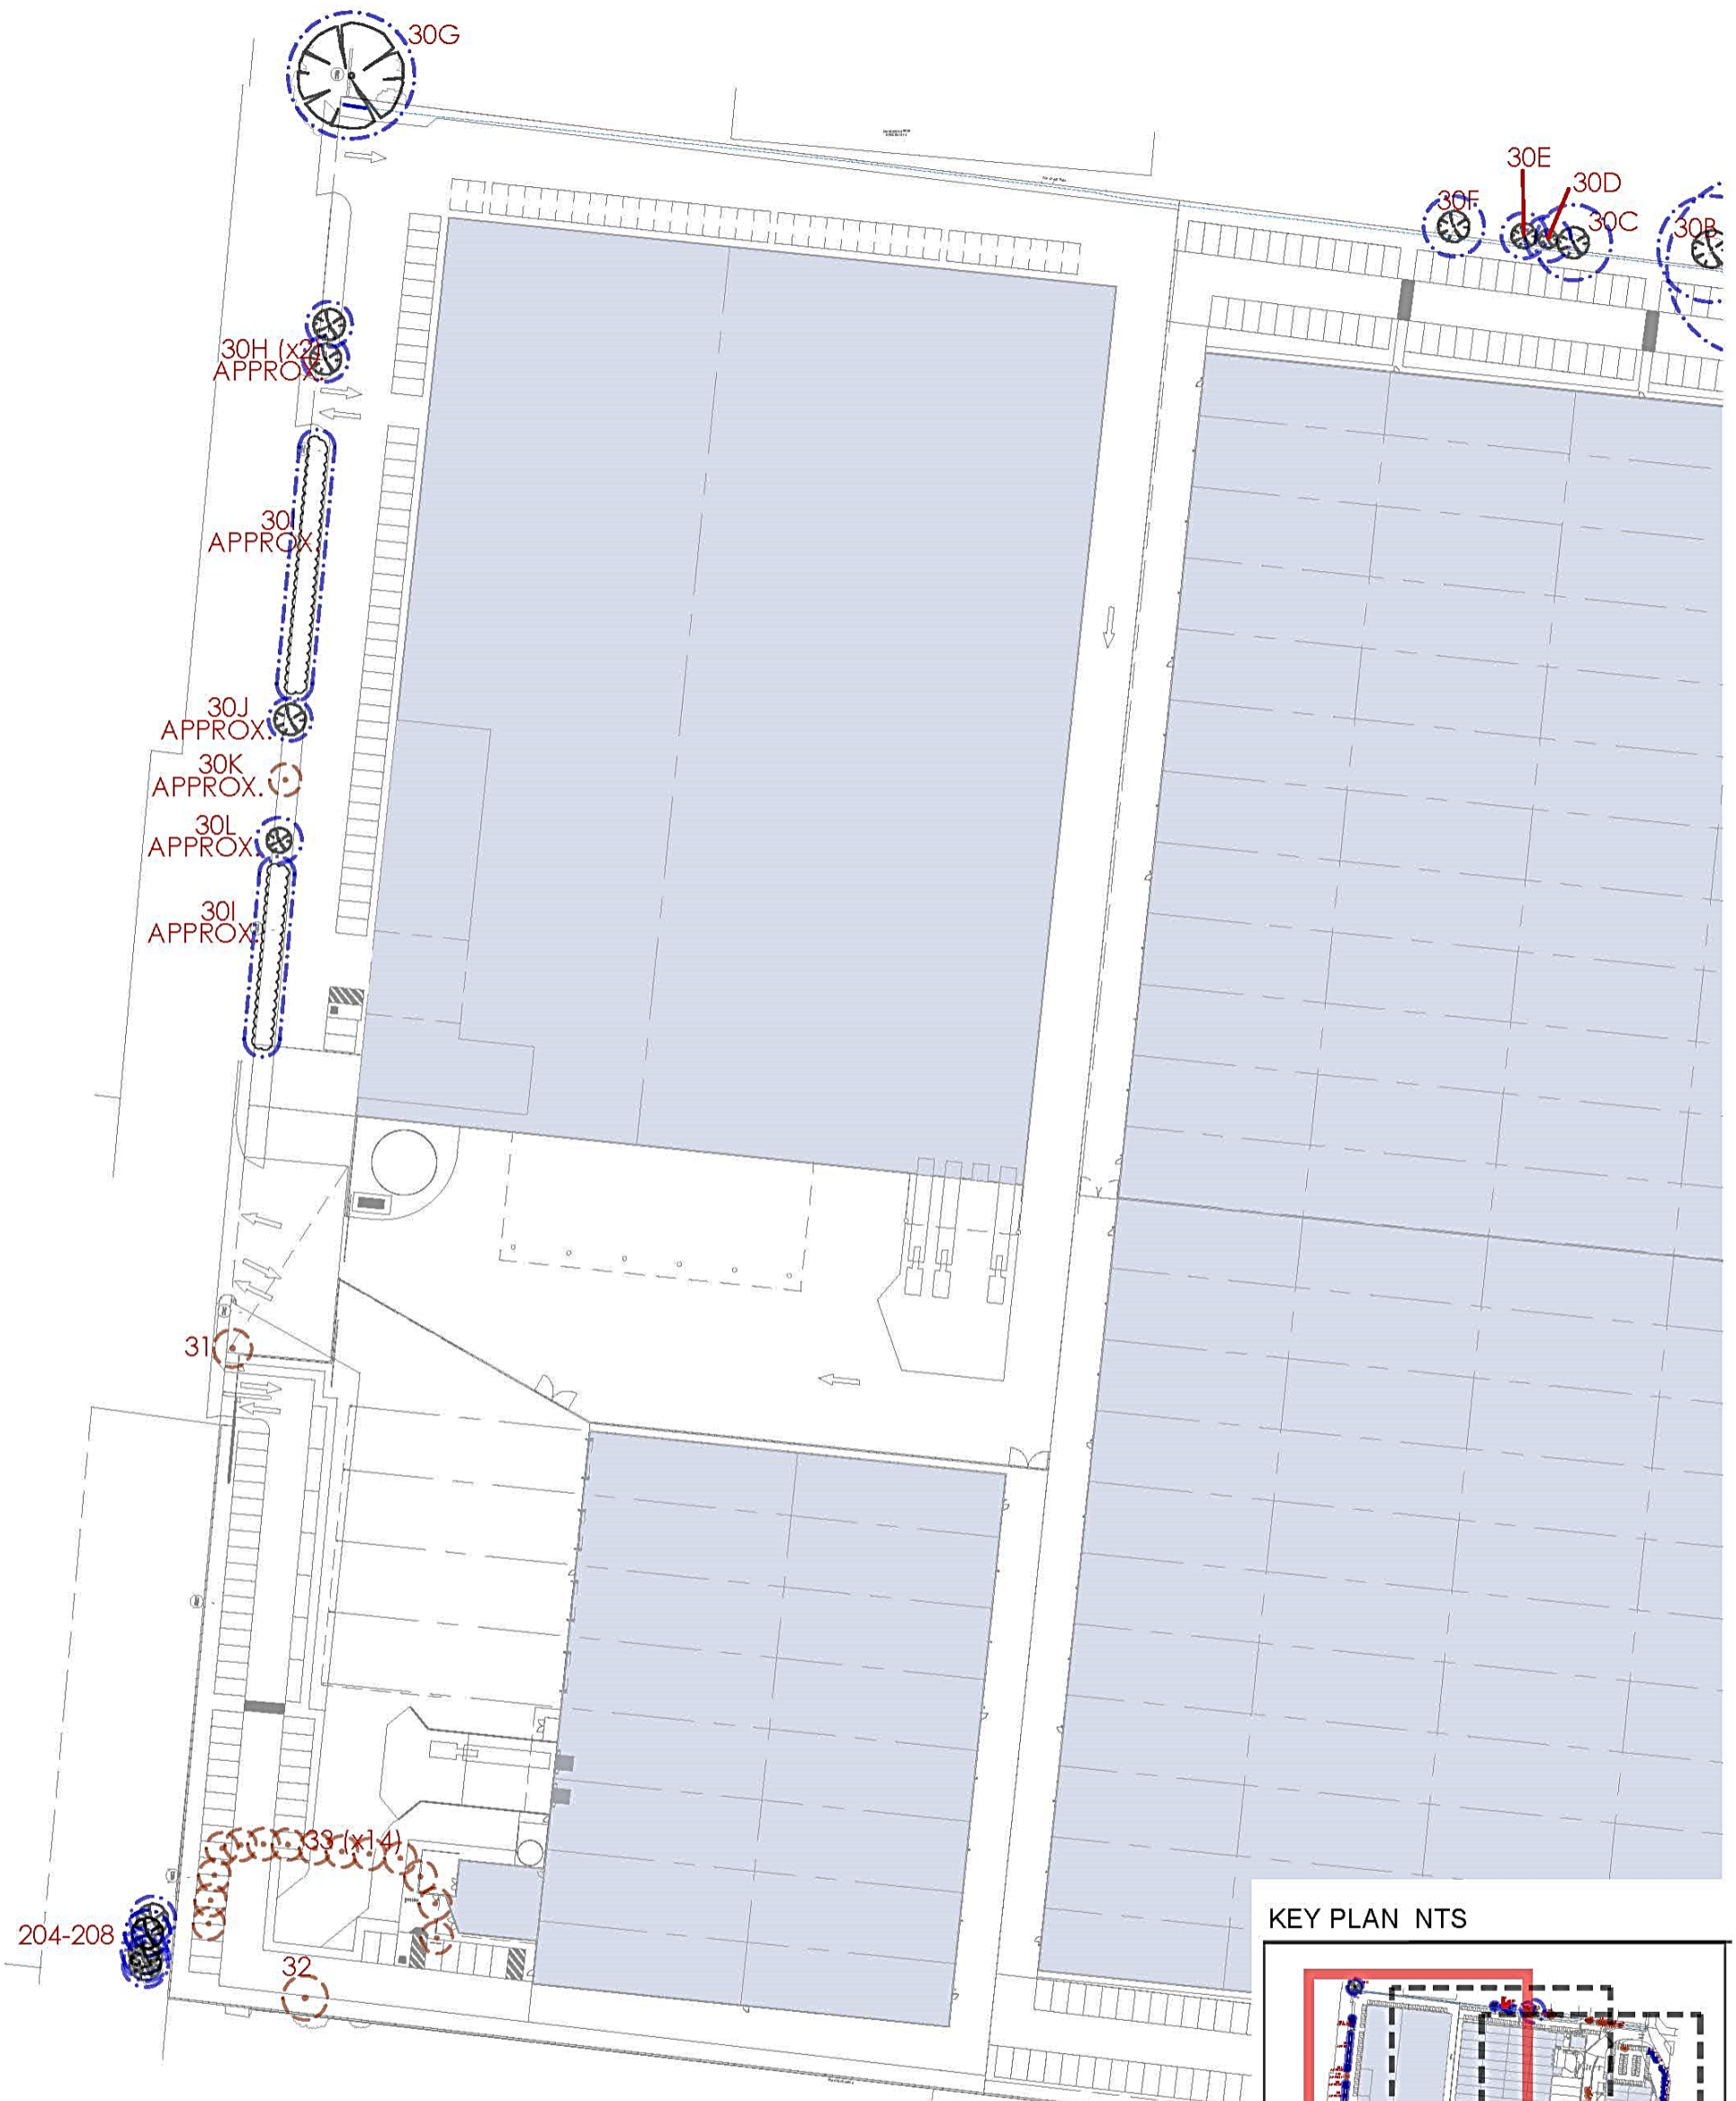 30G
30E
30D
30F
30C
30B
30H (x2)
APPROX.
30I
APPROX.
30J
APPROX.
30K
APPROX.
30L
APPROX.
30I
APPROX.
31
33 (x14)
204-208
32
KEY PLAN NTS